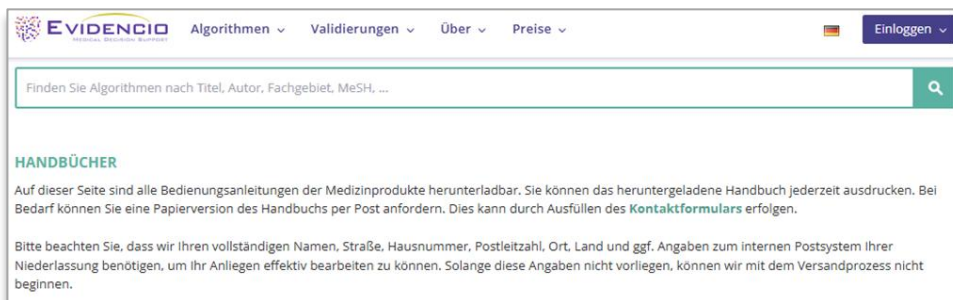 EVIDENCIO
MEDICAL DECISION SUPPORT
Algorithmen Validierungen Über Preise Einloggen
Finden Sie Algorithmen nach Titel, Autor, Fachgebiet, MeSH, ...
HANDBÜCHER
Auf dieser Seite sind alle Bedienungsanleitungen der Medizinprodukte herunterladbar. Sie können das heruntergeladene Handbuch jederzeit ausdrucken. Bei
Bedarf können Sie eine Papierversion des Handbuchs per Post anfordern. Dies kann durch Ausfüllen des Kontaktformulars erfolgen.
Bitte beachten Sie, dass wir Ihren vollständigen Namen, Straße, Hausnummer, Postleitzahl, Ort, Land und ggf. Angaben zum internen Postsystem Ihrer
Niederlassung benötigen, um Ihr Anliegen effektiv bearbeiten zu können. Solange diese Angaben nicht vorliegen, können wir mit dem Versandprozess nicht
beginnen.